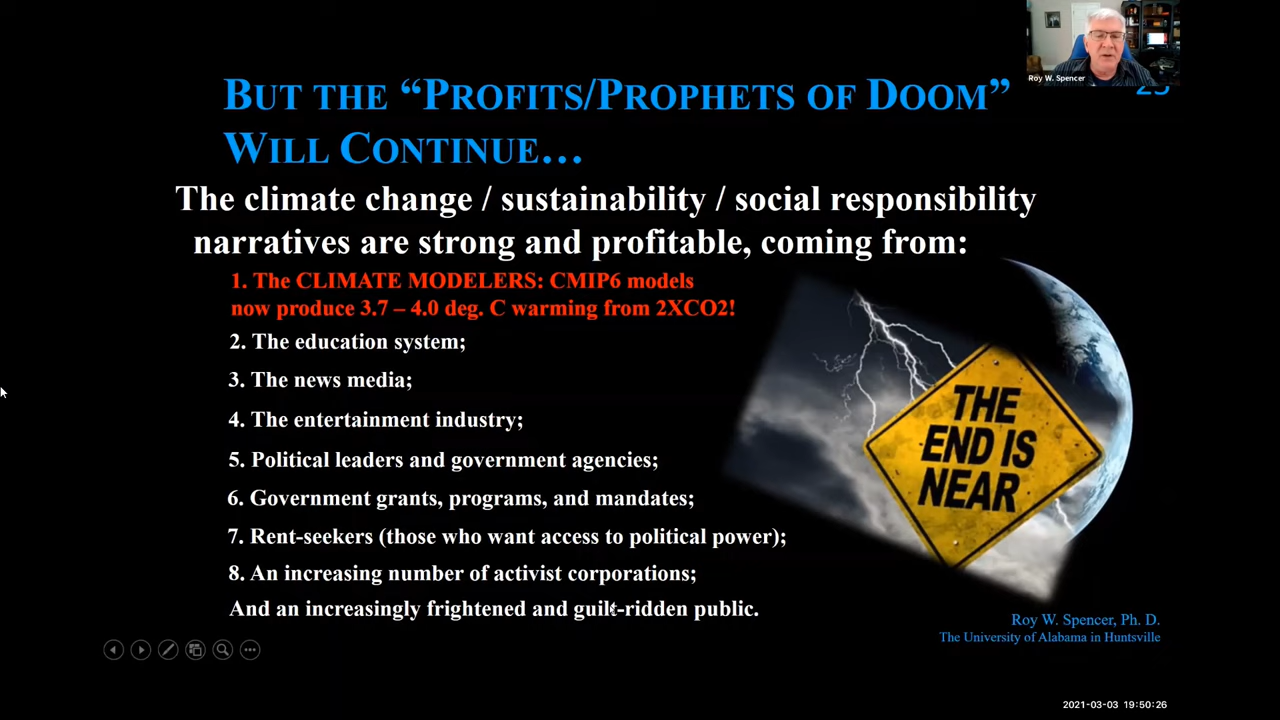 Roy W. Spencer
BUT THE “PROFITS/PROPHETS OF DOOM”
WILL CONTINUE…
The climate change / sustainability / social responsibility
narratives are strong and profitable, coming from:
1. The CLIMATE MODELERS: CMIP6 models
now produce 3.7 – 4.0 deg. C warming from 2XCO2!
2. The education system;
3. The news media;
4. The entertainment industry;
5. Political leaders and government agencies;
6. Government grants, programs, and mandates;
7. Rent-seekers (those who want access to political power);
8. An increasing number of activist corporations;
And an increasingly frightened and guilt-ridden public.
THE
END IS
NEAR
Roy W. Spencer, Ph. D.
The University of Alabama in Huntsville
2021-03-03 19:50:26